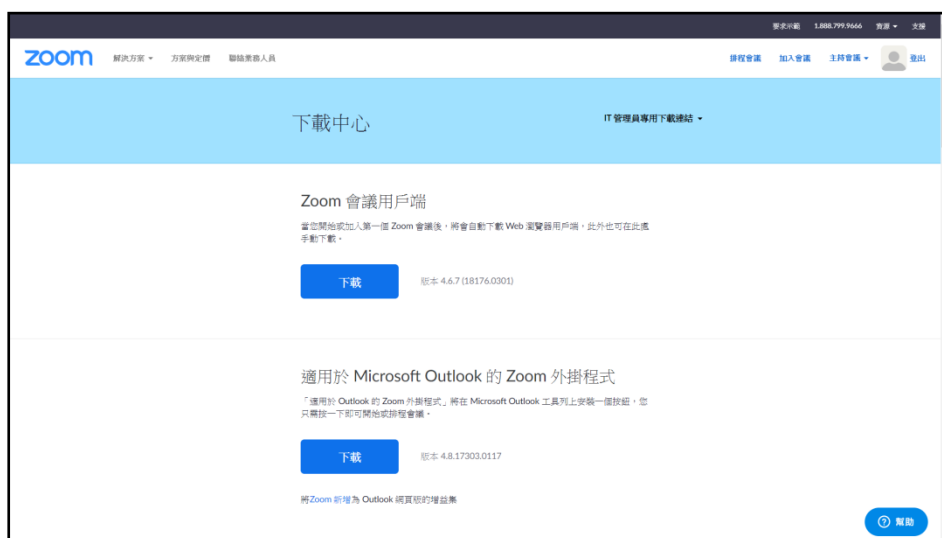 要求示範 1.888.799.9666 資源 支援
zoom 解決方案 方案與定價 聯絡業務人員 排程會議 加入會議 主持會議 登出
下載中心 IT 管理員專用下載連結
Zoom 會議用戶端
當您開始或加入第一個 Zoom 會議後，將會自動下載 Web 瀏覽器用戶端，此外也可在此處
手動下載。
下載 版本 4.6.7 (18176.0301)
適用於 Microsoft Outlook 的 Zoom 外掛程式
「適用於 Outlook 的 Zoom 外掛程式」將在 Microsoft Outlook 工具列上安裝一個按鈕，您
只需按一下即可開始或排程會議。
下載 版本 4.8.17303.0117
將Zoom 新增為 Outlook 網頁版的增益集
幫助